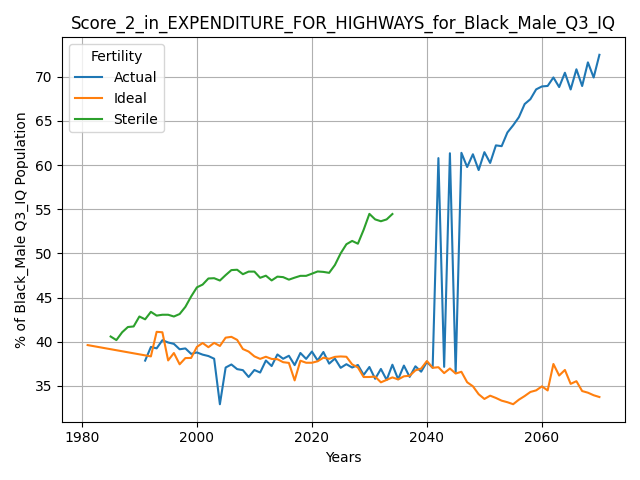 Score_2_in_EXPENDITURE_FOR_HIGHWAYS_for_Black_Male_Q3_IQ
Fertility
Actual
Ideal
Sterile
% of Black_Male Q3_IQ Population
70
65
60
55
50
45
40
35
1980 2000 2020 2040 2060
Years